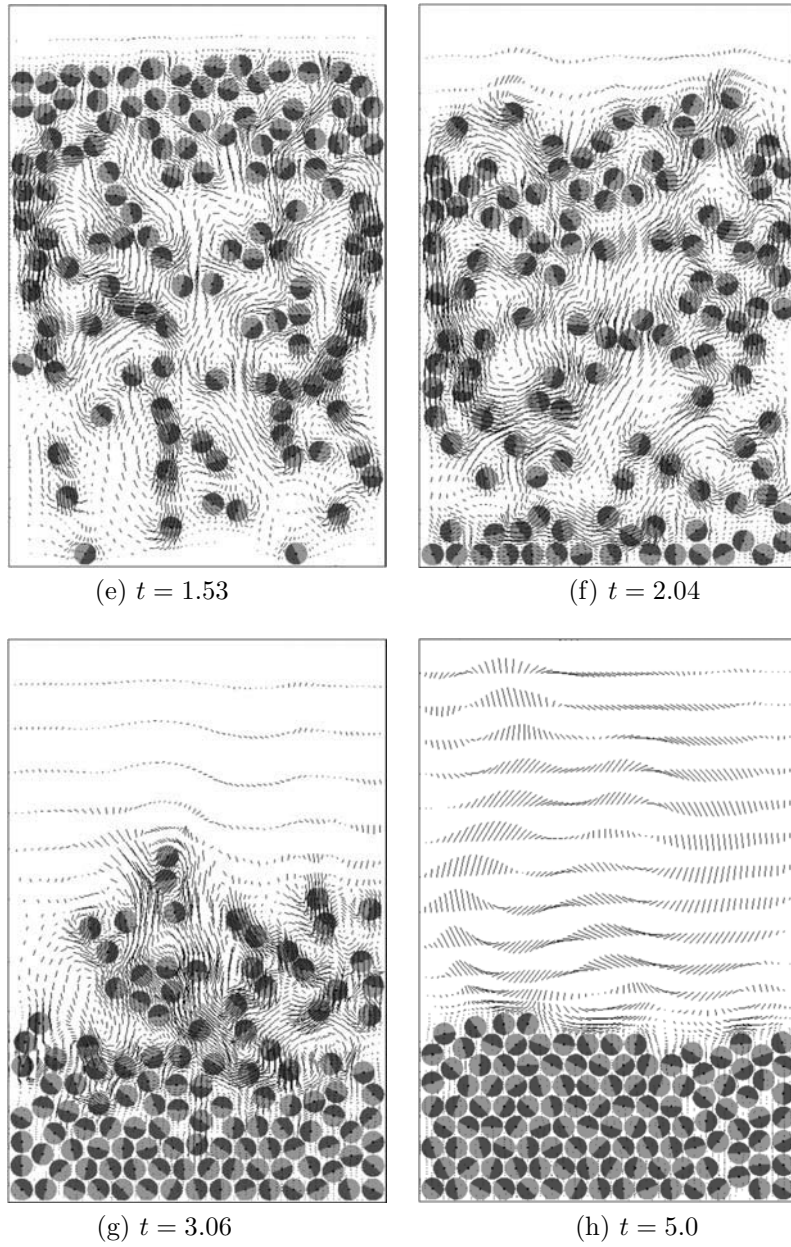 (e) t = 1.53
(f) t = 2.04
(g) t = 3.06
(h) t = 5.0